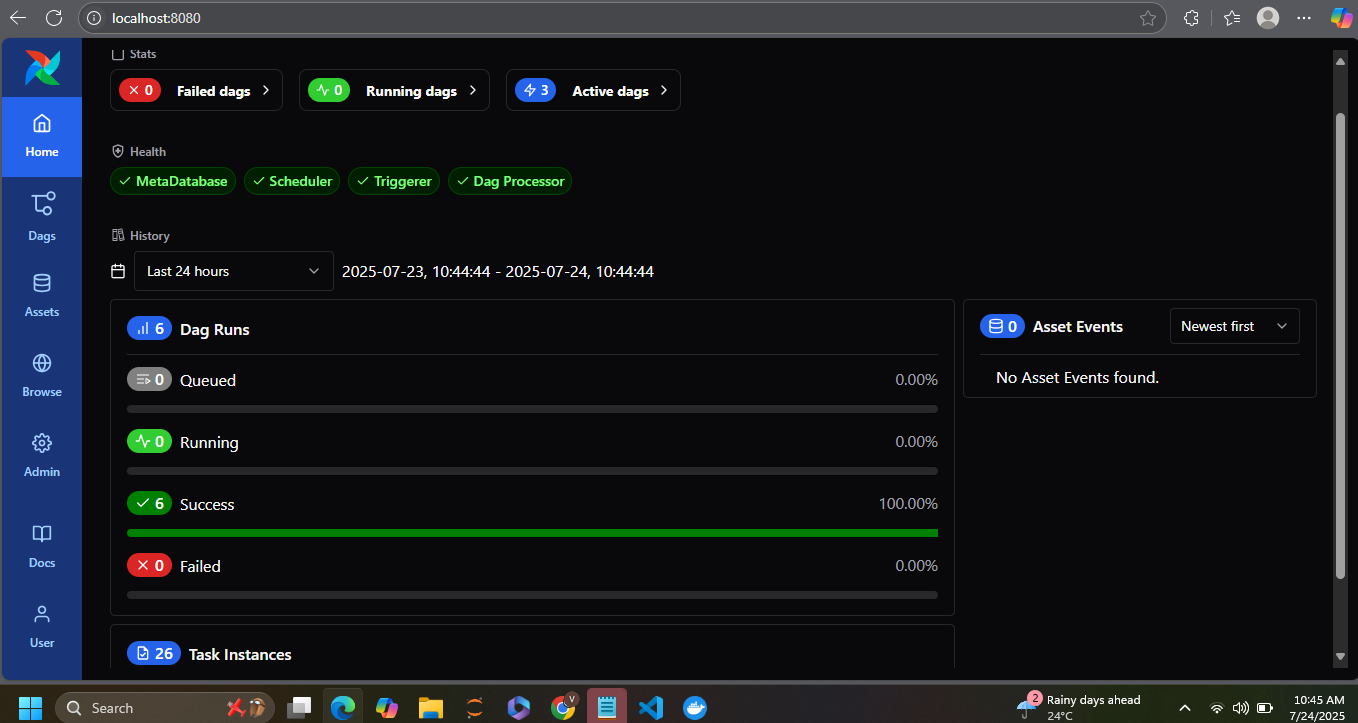 localhost:8080
Stats
0 Failed dags
0 Running dags
3 Active dags
Health
MetaDatabase
Scheduler
Triggerer
Dag Processor
History
Last 24 hours
2025-07-23, 10:44:44 - 2025-07-24, 10:44:44
6 Dag Runs
0 Queued 0.00%
0 Running 0.00%
6 Success 100.00%
0 Failed 0.00%
26 Task Instances
0 Asset Events
Newest first
No Asset Events found.
Home
Dags
Assets
Browse
Admin
Docs
User
Search
V
2
Rainy days ahead
24°C
10:45 AM
7/24/2025